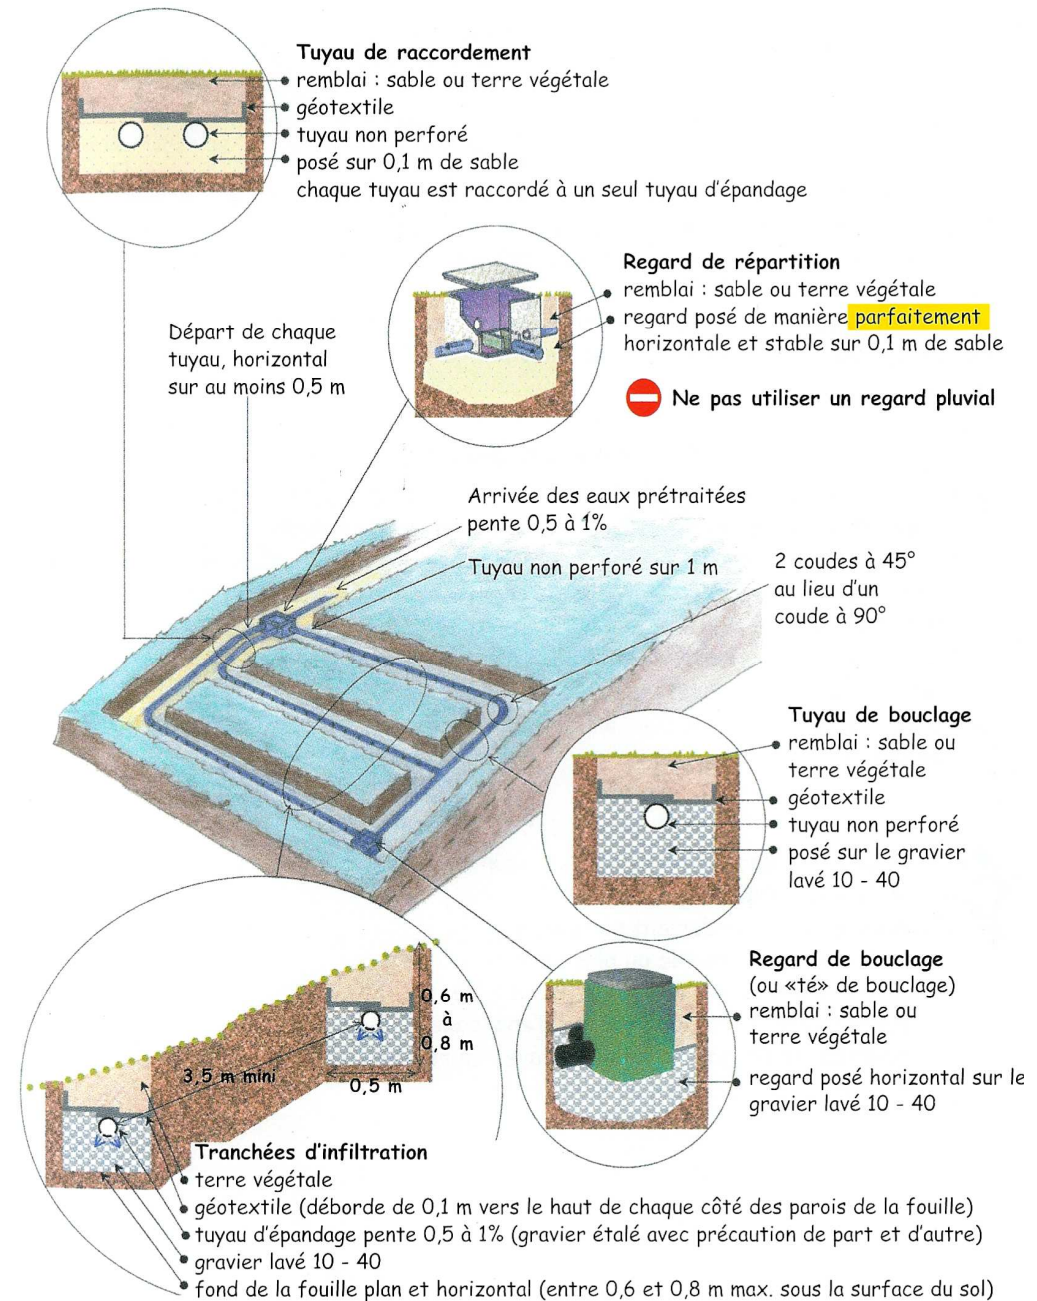 Tuyau de raccordement
remblai : sable ou terre végétale
géotextile
tuyau non perforé
posé sur 0,1 m de sable
chaque tuyau est raccordé à un seul tuyau d'épandage
Regard de répartition
remblai : sable ou terre végétale
regard posé de manière parfaitement
horizontale et stable sur 0,1 m de sable
Ne pas utiliser un regard pluvial
Départ de chaque
tuyau, horizontal
sur au moins 0,5 m
Arrivée des eaux prétraitées
pente 0,5 à 1%
Tuyau non perforé sur 1 m
2 coudes à 45°
au lieu d'un
coude à 90°
Tuyau de bouclage
remblai : sable ou
terre végétale
géotextile
tuyau non perforé
posé sur le gravier
lavé 10 - 40
Regard de bouclage
(ou «té» de bouclage)
remblai : sable ou
terre végétale
regard posé horizontal sur le
gravier lavé 10 - 40
0,6 m
à
0,8 m
3,5 m mini
0,5 m
Tranchées d'infiltration
terre végétale
géotextile (déborde de 0,1 m vers le haut de chaque côté des parois de la fouille)
tuyau d'épandage pente 0,5 à 1% (gravier étalé avec précaution de part et d'autre)
gravier lavé 10 - 40
fond de la fouille plan et horizontal (entre 0,6 et 0,8 m max. sous la surface du sol)